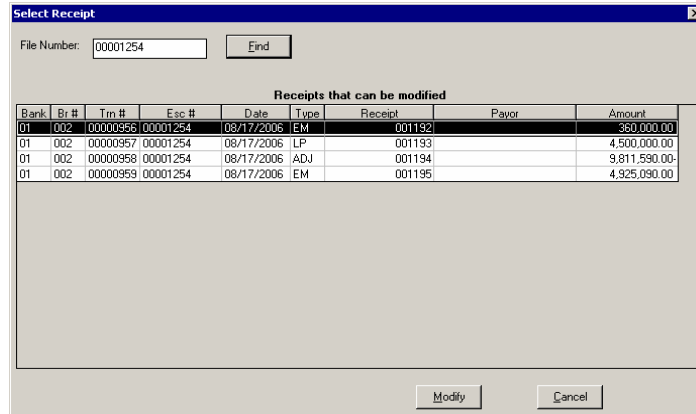 Select Receipt
File Number: 00001254 Find
Receipts that can be modified
Bank Br # Trn # Esc # Date Type Receipt Payor Amount
01 002 00000956 00001254 08/17/2006 EM 001192 360,000.00
01 002 00000957 00001254 08/17/2006 LP 001193 4,500,000.00
01 002 00000958 00001254 08/17/2006 ADJ 001194 9,811,590.00-
01 002 00000959 00001254 08/17/2006 EM 001195 4,925,090.00
Modify Cancel